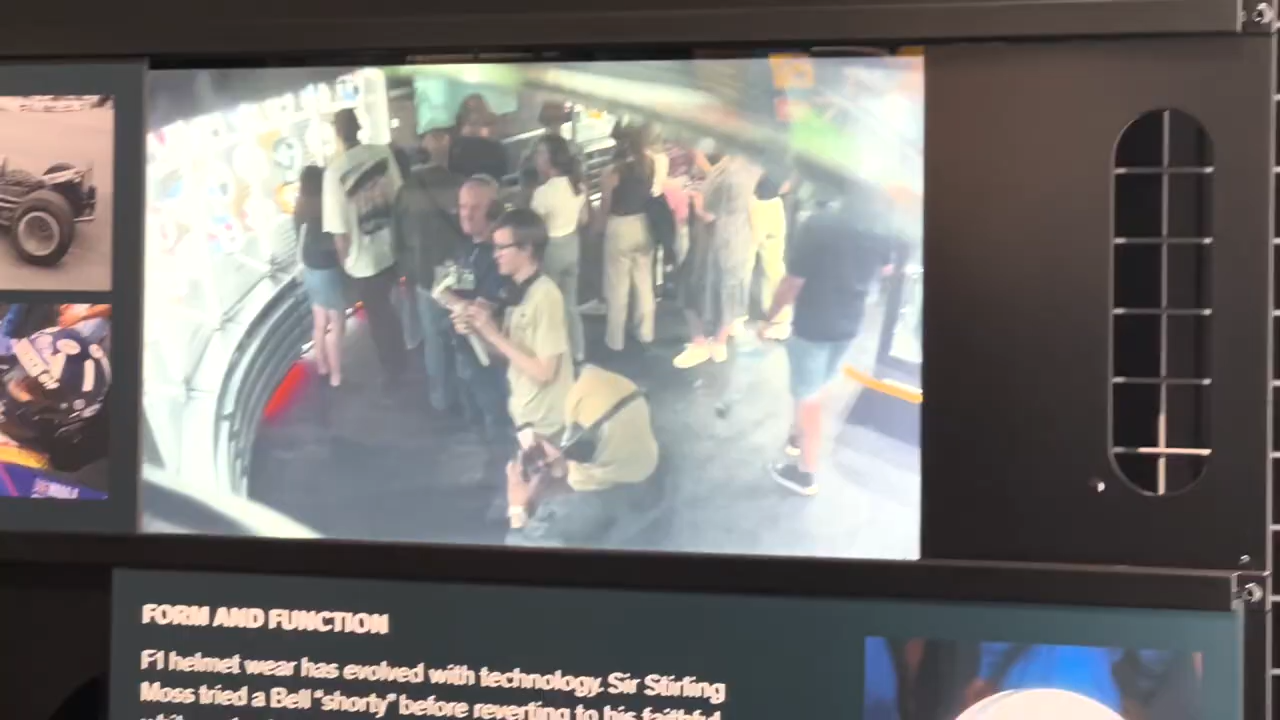 FORM AND FUNCTION
F1 helmet wear has evolved with technology. Sir Stirling
Moss tried a Bell "shorty" before reverting to his faithful